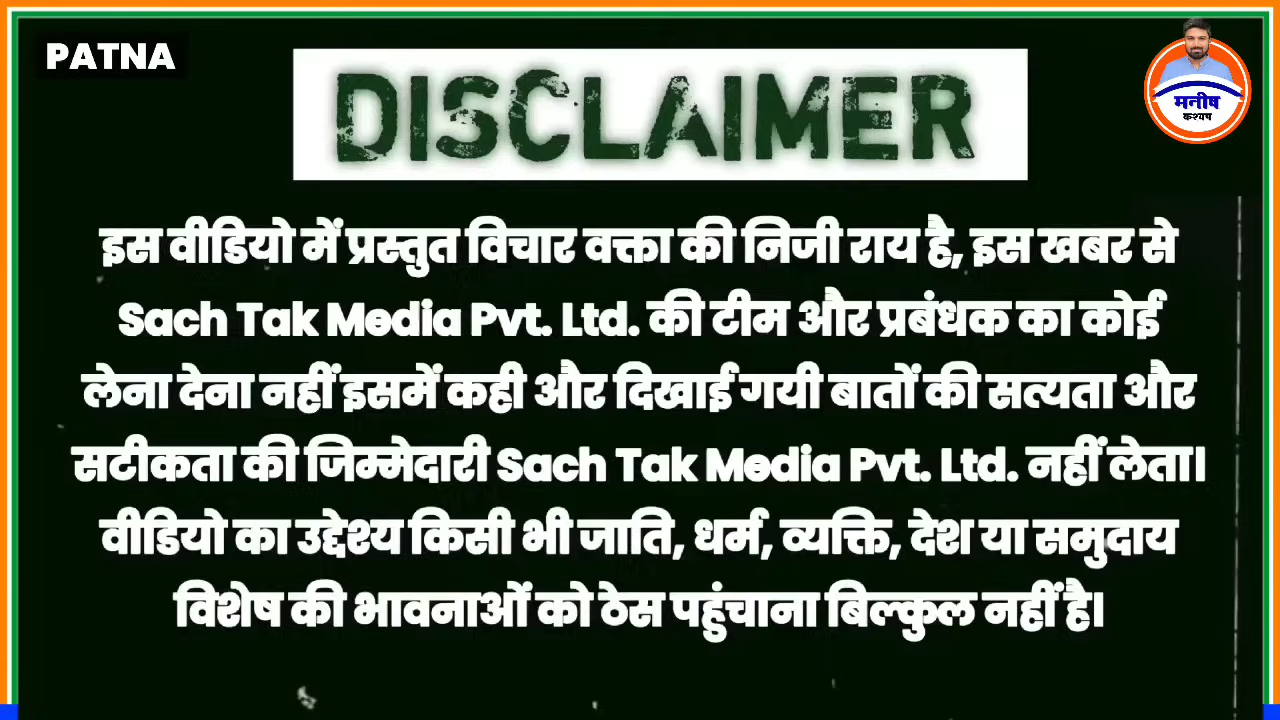 PATNA
DISCLAIMER
मनीष
कश्यप
इस वीडियो में प्रस्तुत विचार वक्ता की निजी राय है, इस खबर से
Sach Tak Media Pvt. Ltd. की टीम और प्रबंधक का कोई
लेना देना नहीं इसमें कही और दिखाई गयी बातों की सत्यता और
सटीकता की जिम्मेदारी Sach Tak Media Pvt. Ltd. नहीं लेता।
वीडियो का उद्देश्य किसी भी जाति, धर्म, व्यक्ति, देश या समुदाय
विशेष की भावनाओं को ठेस पहुंचाना बिल्कुल नहीं है।